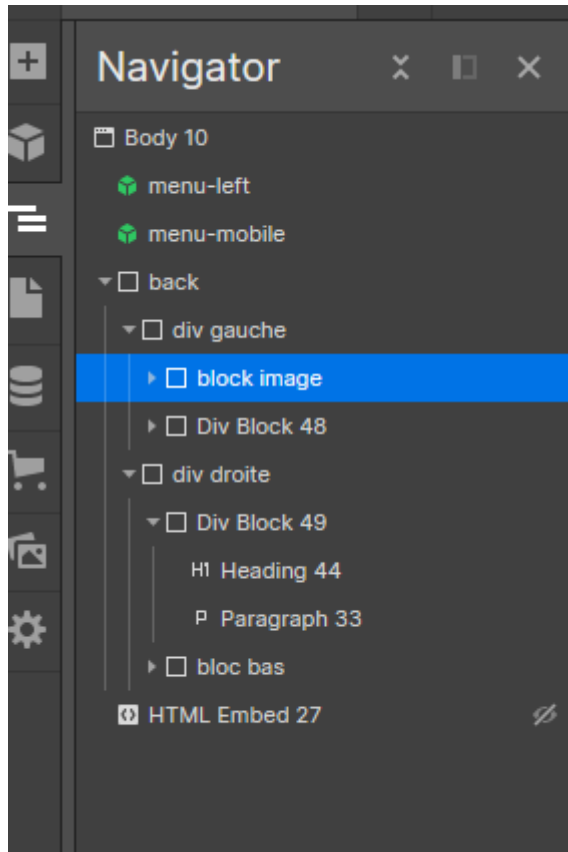 Navigator
Body 10
menu-left
menu-mobile
back
div gauche
block image
Div Block 48
div droite
Div Block 49
H1 Heading 44
P Paragraph 33
bloc bas
HTML Embed 27